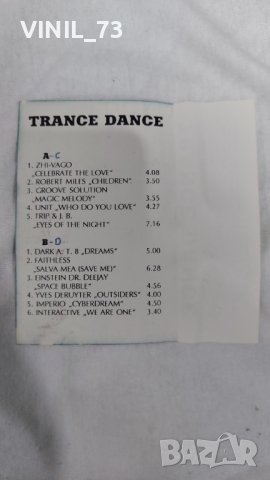 VINIL_73
TRANCE DANCE
A-C
1. ZHI-VAGO
„CELEBRATE THE LOVE" 4.08
2. ROBERT MILES „CHILDREN" 3.50
3. GROOVE SOLUTION
„MAGIC MELODY" 3.55
4. UNIT „WHO DO YOU LOVE" 4.27
5. TRIP & J. B.
„EYES OF THE NIGHT" 7.16
B-D
1. DARK A. T. 8 „DREAMS" 5.00
2. FAITHLESS
„SALVA MEA (SAVE ME)" 6.28
3. EINSTEIN DR. DEEJAY
„SPACE BUBBLE" 4.56
4. YVES DERUYTER „OUTSIDERS" 4.00
5. IMPERIO „CYBERDREAM" 4.50
6. INTERACTIVE „WE ARE ONE" 3.40
BAZAR